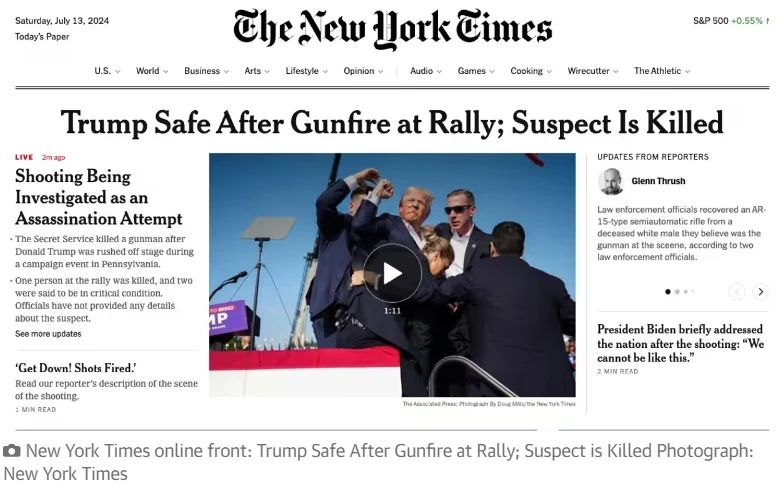 Saturday, July 13, 2024
Today's Paper
The New York Times
S&P 500 +0.55% ↑
U.S. World Business Arts Lifestyle Opinion Audio Games Cooking Wirecutter The Athletic
Trump Safe After Gunfire at Rally; Suspect Is Killed
LIVE 2m ago
Shooting Being
Investigated as an
Assassination Attempt
• The Secret Service killed a gunman after
Donald Trump was rushed off stage during
a campaign event in Pennsylvania.
• One person at the rally was killed, and two
were said to be in critical condition.
Officials have not provided any details
about the suspect.
See more updates
‘Get Down! Shots Fired.’
Read our reporter's description of the scene
of the shooting.
1 MIN READ
1:11
The Associated Press; Photograph By Doug Mills/the New York Times
UPDATES FROM REPORTERS
Glenn Thrush
Law enforcement officials recovered an AR-
15-type semiautomatic rifle from a
deceased white male they believe was the
gunman at the sceene, according to two
law enforcement officials.
President Biden briefly addressed
the nation after the shooting: “We
cannot be like this.”
2 MIN READ
New York Times online front: Trump Safe After Gunfire at Rally; Suspect is Killed Photograph:
New York Times